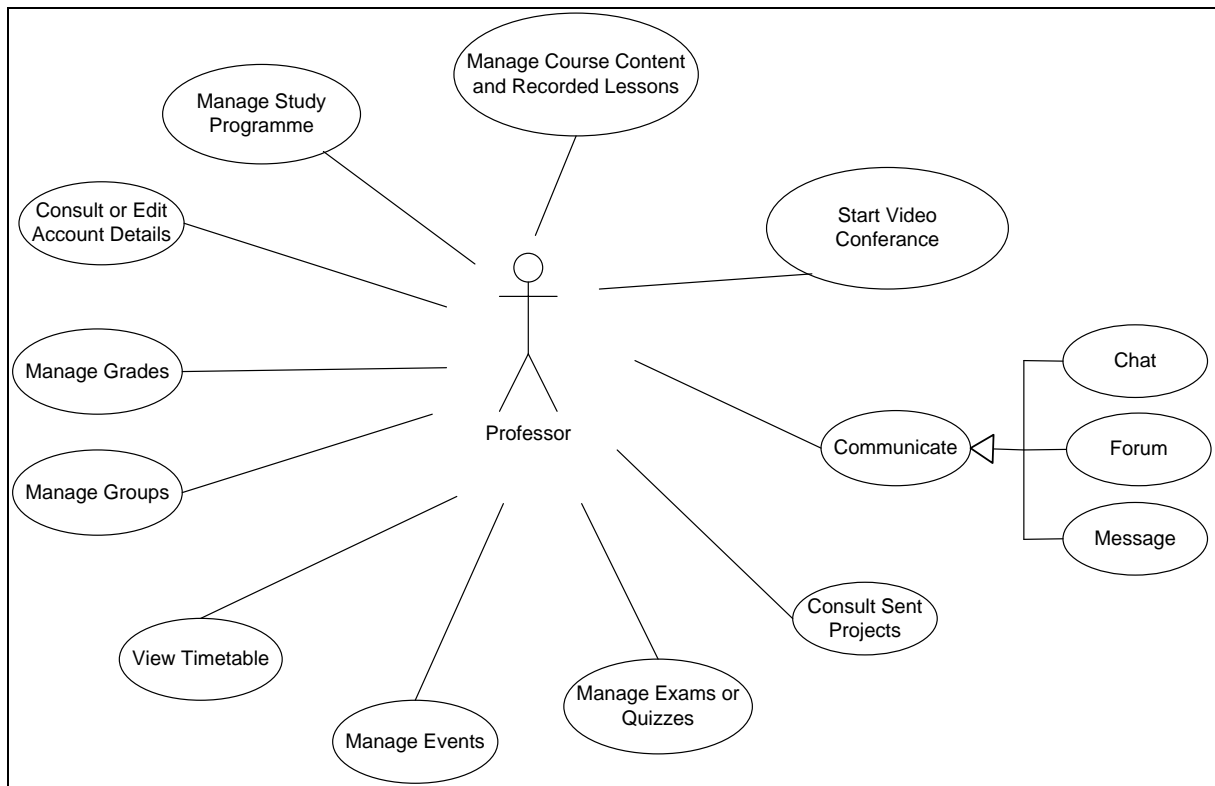 Manage Course Content
and Recorded Lessons
Manage Study
Programme
Consult or Edit
Account Details
Start Video
Conferance
Manage Grades
Chat
Professor
Communicate
Forum
Manage Groups
Message
Consult Sent
Projects
View Timetable
Manage Exams or
Quizzes
Manage Events